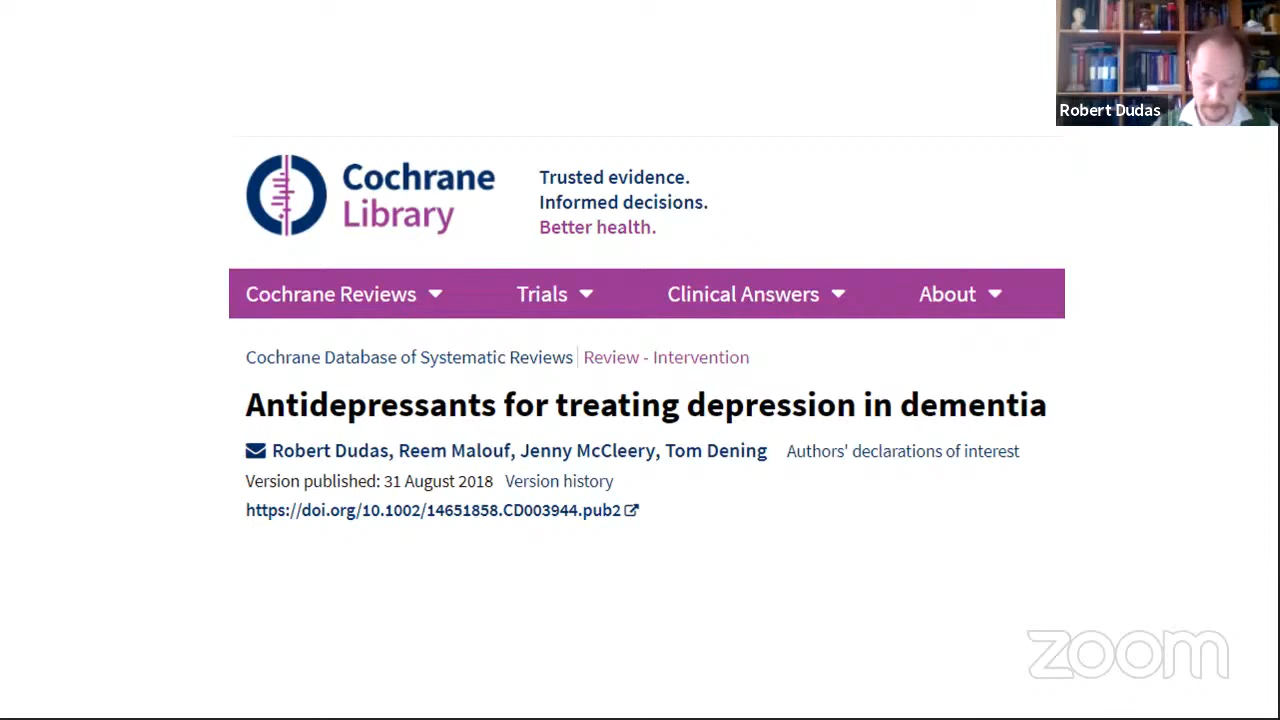 Robert Dudas
Cochrane
Library
Trusted evidence.
Informed decisions.
Better health.
Cochrane Reviews Trials Clinical Answers About
Cochrane Database of Systematic Reviews Review - Intervention
Antidepressants for treating depression in dementia
Robert Dudas, Reem Malouf, Jenny McCleery, Tom Dening Authors' declarations of interest
Version published: 31 August 2018 Version history
https://doi.org/10.1002/14651858.CD003944.pub2
zoom